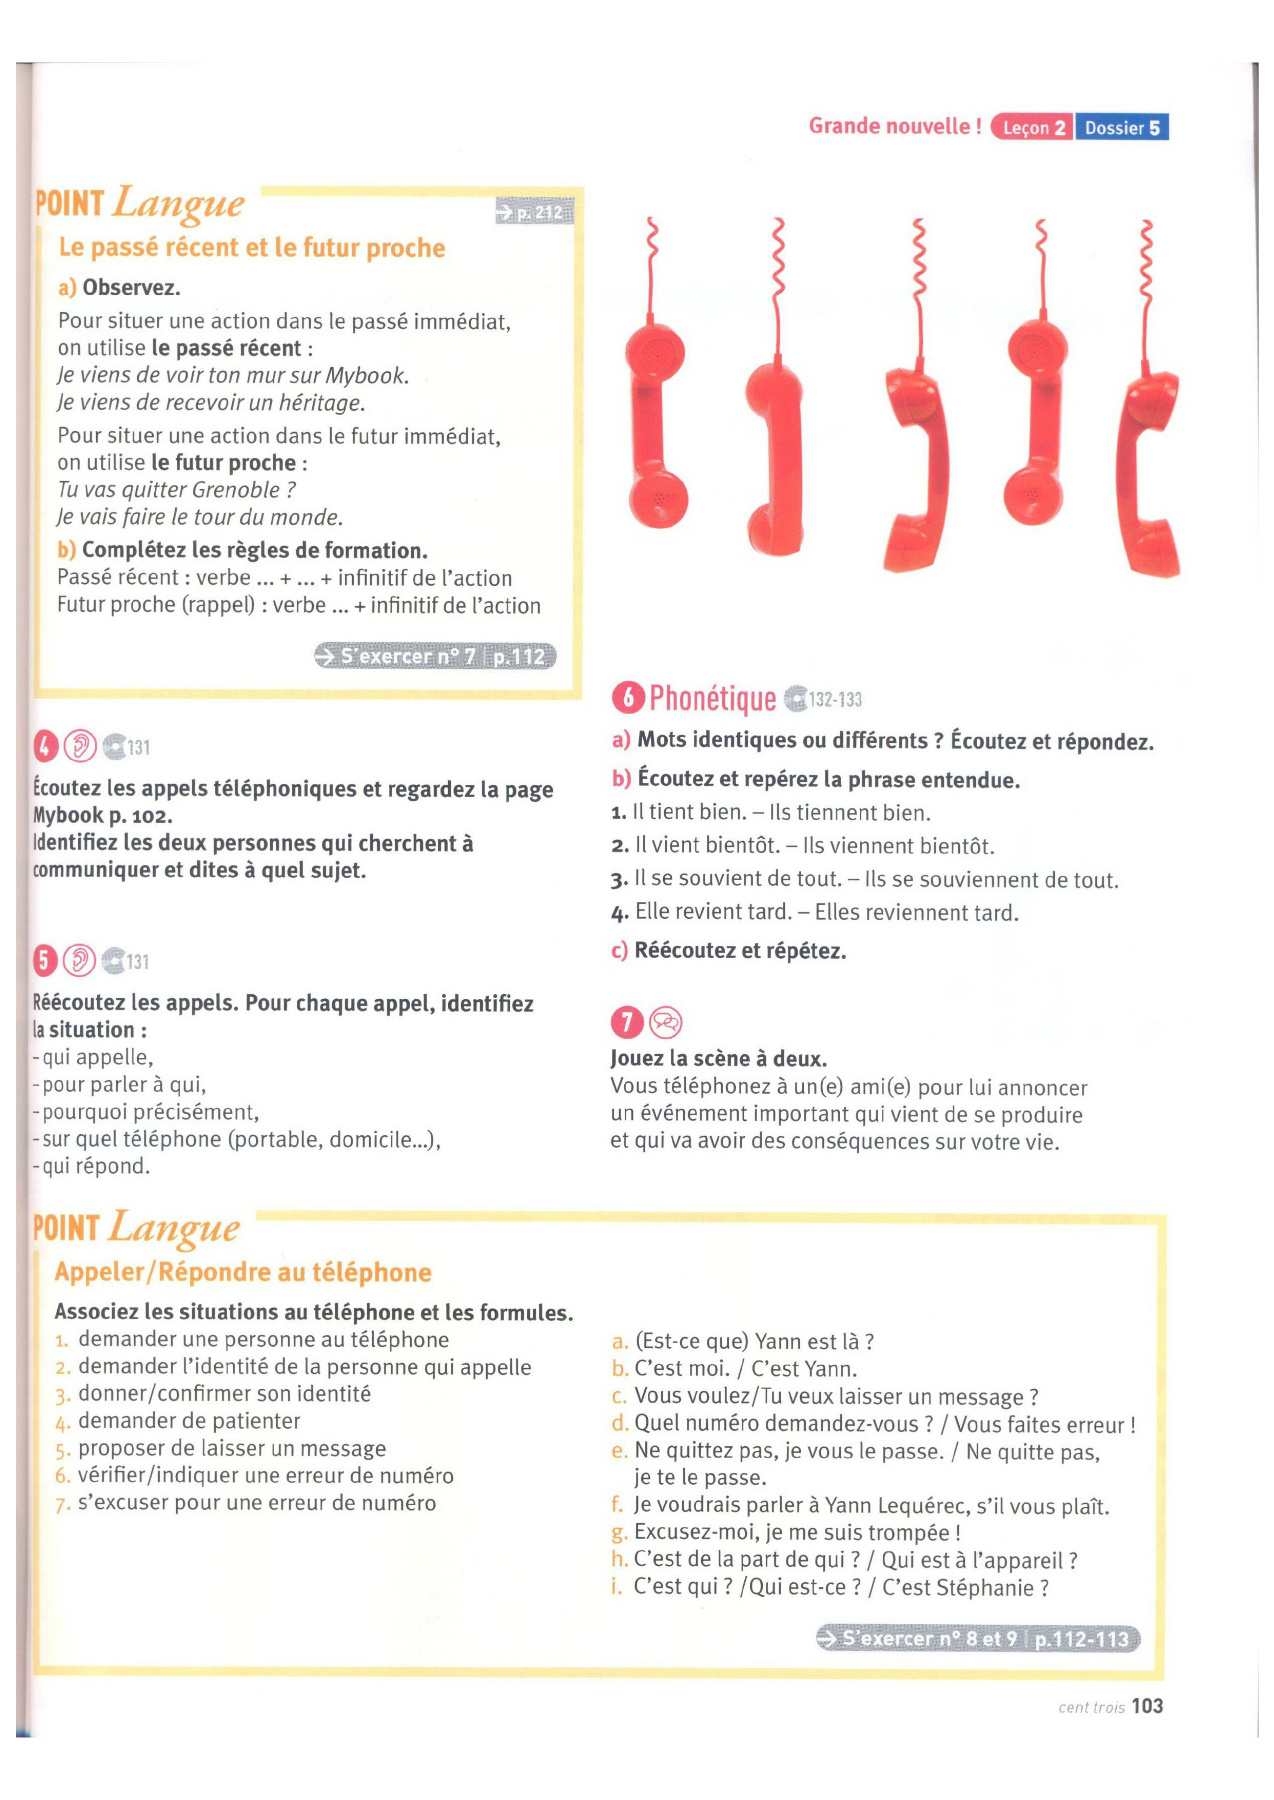 Grande nouvelle ! Leçon 2 Dossier 5
POINT Langue
→ p. 212
Le passé récent et le futur proche
a) Observez.
Pour situer une action dans le passé immédiat,
on utilise le passé récent :
Je viens de voir ton mur sur Mybook.
Je viens de recevoir un héritage.
Pour situer une action dans le futur immédiat,
on utilise le futur proche :
Tu vas quitter Grenoble ?
Je vais faire le tour du monde.
b) Complétez les règles de formation.
Passé récent : verbe ... + ... + infinitif de l'action
Futur proche (rappel) : verbe ... + infinitif de l'action
→ S'exercer n° 7 | p.112
4 131
Écoutez les appels téléphoniques et regardez la page
Mybook p. 102.
Identifiez les deux personnes qui cherchent à
communiquer et dites à quel sujet.
5 131
Réécoutez les appels. Pour chaque appel, identifiez
la situation :
- qui appelle,
- pour parler à qui,
- pourquoi précisément,
- sur quel téléphone (portable, domicile...),
- qui répond.
6 Phonétique 132-133
a) Mots identiques ou différents ? Écoutez et répondez.
b) Écoutez et repérez la phrase entendue.
1. Il tient bien. – Ils tiennent bien.
2. Il vient bientôt. – Ils viennent bientôt.
3. Il se souvient de tout. – Ils se souviennent de tout.
4. Elle revient tard. – Elles reviennent tard.
c) Réécoutez et répétez.
7
Jouez la scène à deux.
Vous téléphonez à un(e) ami(e) pour lui annoncer
un événement important qui vient de se produire
et qui va avoir des conséquences sur votre vie.
POINT Langue
Appeler/Répondre au téléphone
Associez les situations au téléphone et les formules.
1. demander une personne au téléphone
2. demander l'identité de la personne qui appelle
3. donner/confirmer son identité
4. demander de patienter
5. proposer de laisser un message
6. vérifier/indiquer une erreur de numéro
7. s'excuser pour une erreur de numéro
a. (Est-ce que) Yann est là ?
b. C'est moi. / C'est Yann.
c. Vous voulez/Tu veux laisser un message ?
d. Quel numéro demandez-vous ? / Vous faites erreur !
e. Ne quittez pas, je vous le passe. / Ne quitte pas,
je te le passe.
f. Je voudrais parler à Yann Lequérec, s'il vous plaît.
g. Excusez-moi, je me suis trompée !
h. C'est de la part de qui ? / Qui est à l'appareil ?
i. C'est qui ? /Qui est-ce ? / C'est Stéphanie ?
→ S'exercer n° 8 et 9 | p.112-113
cent trois 103